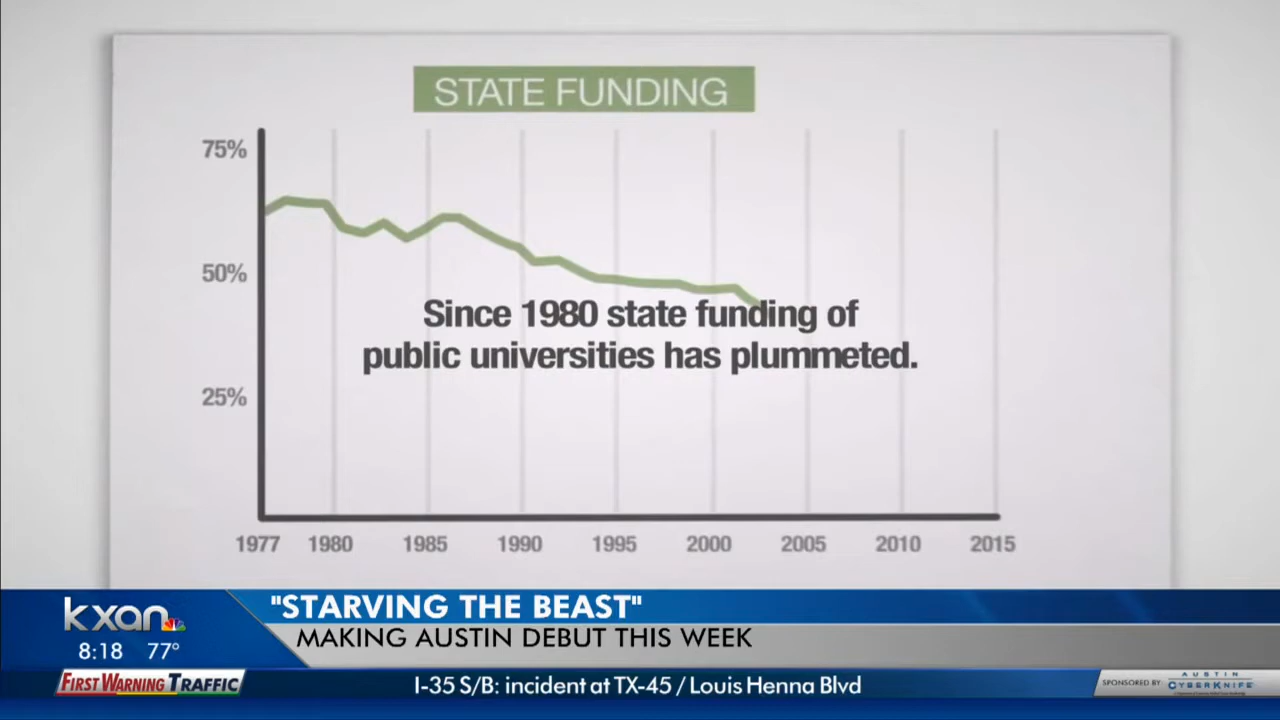 STATE FUNDING
75%
50%
Since 1980 state funding of
public universities has plummeted.
25%
1977 1980 1985 1990 1995 2000 2005 2010 2015
kxan
"STARVING THE BEAST"
MAKING AUSTIN DEBUT THIS WEEK
8:18 77°
FIRST WARNING TRAFFIC
I-35 S/B: incident at TX-45 / Louis Henna Blvd
SPONSORED BY
AUSTIN
CYBERKNIFE